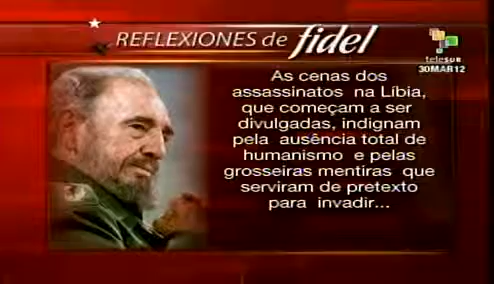 REFLEXIONES de fidel
teleSUR
30MAR12
As cenas dos
assassinatos na Líbia,
que começam a ser
divulgadas, indignam
pela ausência total de
humanismo e pelas
grosseiras mentiras que
serviram de pretexto
para invadir...